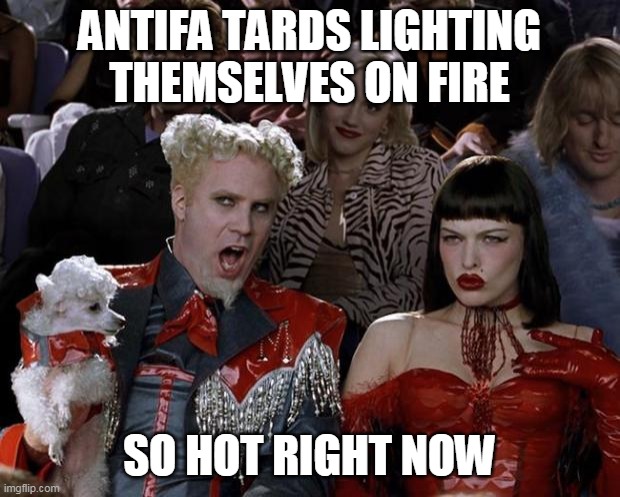 ANTIFA TARDS LIGHTING
THEMSELVES ON FIRE
SO HOT RIGHT NOW
imgflip.com